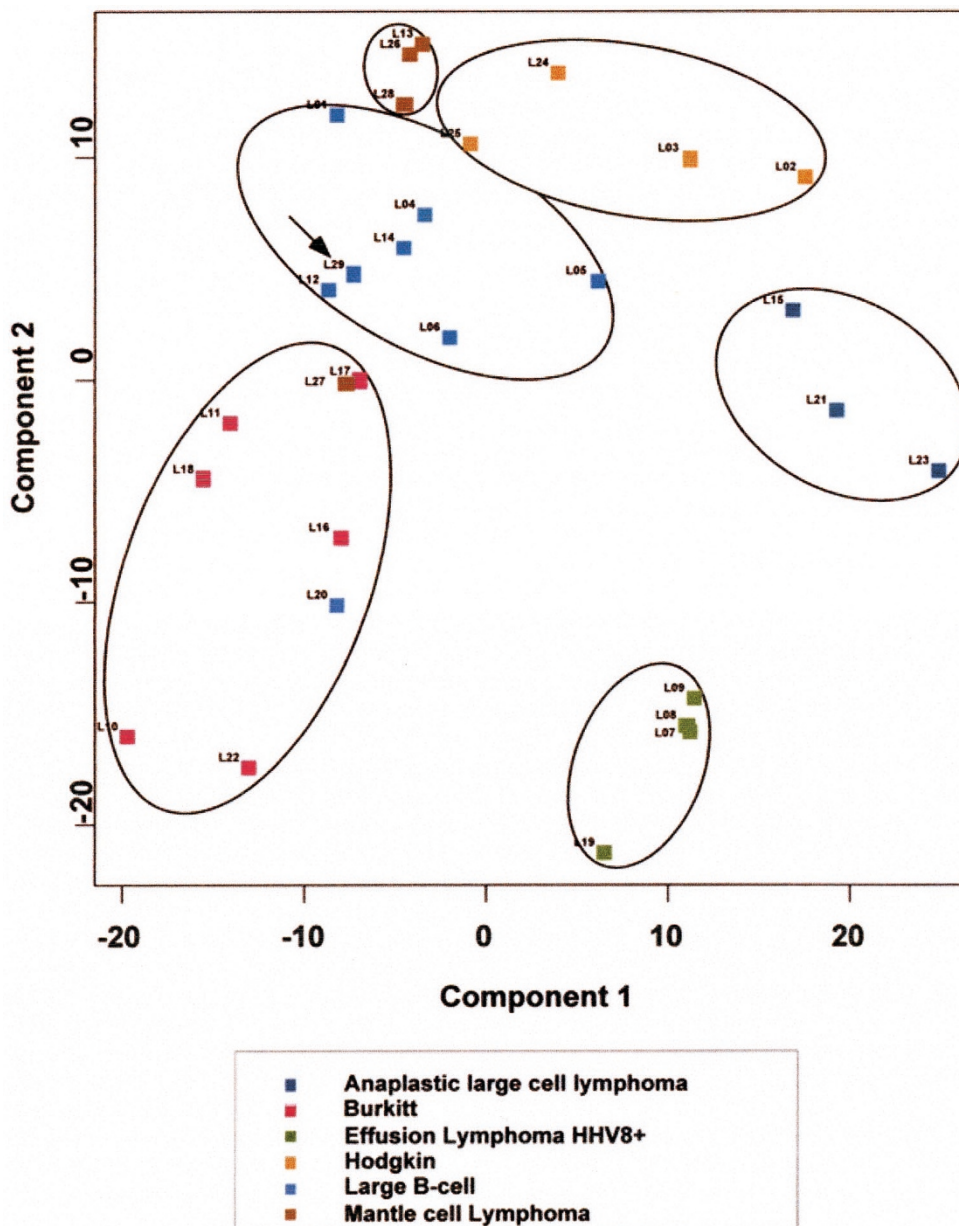 L13
L26
L28
L24
L01
L25
L03
L02
L04
L14
L29
L12
L05
L06
L15
L17
L27
L21
L11
L18
L23
L16
L20
L09
L08
L07
L10
L22
L19
10
0
-10
-20
Component 2
-20 -10 0 10 20
Component 1
Anaplastic large cell lymphoma
Burkitt
Effusion Lymphoma HHV8+
Hodgkin
Large B-cell
Mantle cell Lymphoma